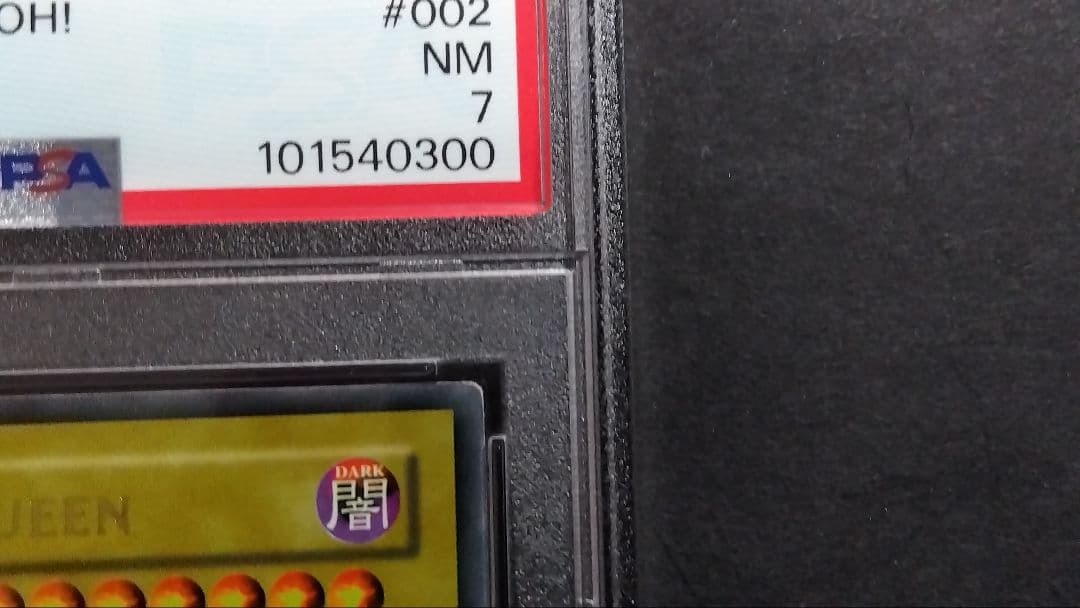 OH!
#002
NM
7
101540300
PSA
UEEN
DARK
闇